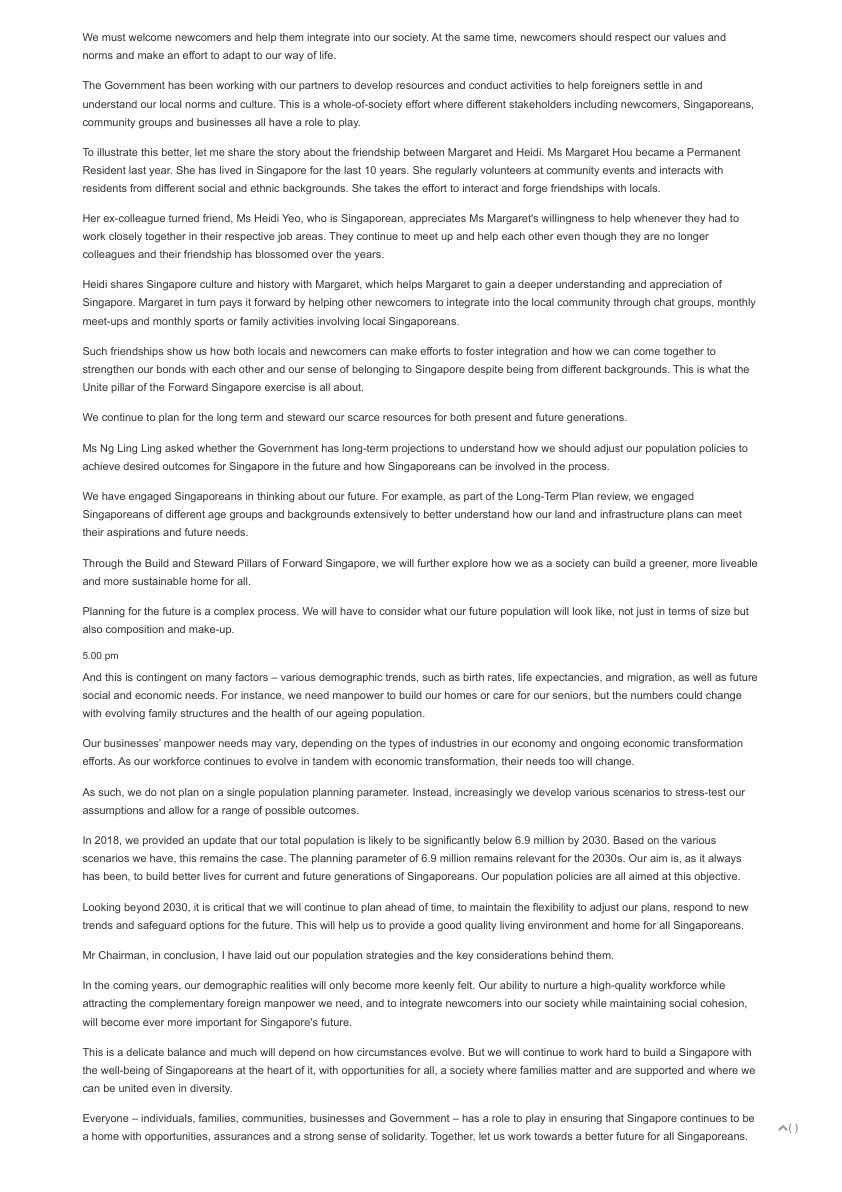 We must welcome newcomers and help them integrate into our society. At the same time, newcomers should respect our values and
norms and make an effort to adapt to our way of life.
The Government has been working with our partners to develop resources and conduct activities to help foreigners settle in and
understand our local norms and culture. This is a whole-of-society effort where different stakeholders including newcomers, Singaporeans,
community groups and businesses all have a role to play.
To illustrate this better, let me share the story about the friendship between Margaret and Heidi. Ms Margaret Hou became a Permanent
Resident last year. She has lived in Singapore for the last 10 years. She regularly volunteers at community events and interacts with
residents from different social and ethnic backgrounds. She takes the effort to interact and forge friendships with locals.
Her ex-colleague turned friend, Ms Heidi Yeo, who is Singaporean, appreciates Ms Margaret's willingness to help whenever they had to
work closely together in their respective job areas. They continue to meet up and help each other even though they are no longer
colleagues and their friendship has blossomed over the years.
Heidi shares Singapore culture and history with Margaret, which helps Margaret to gain a deeper understanding and appreciation of
Singapore. Margaret in turn pays it forward by helping other newcomers to integrate into the local community through chat groups, monthly
meet-ups and monthly sports or family activities involving local Singaporeans.
Such friendships show us how both locals and newcomers can make efforts to foster integration and how we can come together to
strengthen our bonds with each other and our sense of belonging to Singapore despite being from different backgrounds. This is what the
Unite pillar of the Forward Singapore exercise is all about.
We continue to plan for the long term and steward our scarce resources for both present and future generations.
Ms Ng Ling Ling asked whether the Government has long-term projections to understand how we should adjust our population policies to
achieve desired outcomes for Singapore in the future and how Singaporeans can be involved in the process.
We have engaged Singaporeans in thinking about our future. For example, as part of the Long-Term Plan review, we engaged
Singaporeans of different age groups and backgrounds extensively to better understand how our land and infrastructure plans can meet
their aspirations and future needs.
Through the Build and Steward Pillars of Forward Singapore, we will further explore how we as a society can build a greener, more liveable
and more sustainable home for all.
Planning for the future is a complex process. We will have to consider what our future population will look like, not just in terms of size but
also composition and make-up.
5.00 pm
And this is contingent on many factors – various demographic trends, such as birth rates, life expectancies, and migration, as well as future
social and economic needs. For instance, we need manpower to build our homes or care for our seniors, but the numbers could change
with evolving family structures and the health of our ageing population.
Our businesses’ manpower needs may vary, depending on the types of industries in our economy and ongoing economic transformation
efforts. As our workforce continues to evolve in tandem with economic transformation, their needs too will change.
As such, we do not plan on a single population planning parameter. Instead, increasingly we develop various scenarios to stress-test our
assumptions and allow for a range of possible outcomes.
In 2018, we provided an update that our total population is likely to be significantly below 6.9 million by 2030. Based on the various
scenarios we have, this remains the case. The planning parameter of 6.9 million remains relevant for the 2030s. Our aim is, as it always
has been, to build better lives for current and future generations of Singaporeans. Our population policies are all aimed at this objective.
Looking beyond 2030, it is critical that we will continue to plan ahead of time, to maintain the flexibility to adjust our plans, respond to new
trends and safeguard options for the future. This will help us to provide a good quality living environment and home for all Singaporeans.
Mr Chairman, in conclusion, I have laid out our population strategies and the key considerations behind them.
In the coming years, our demographic realities will only become more keenly felt. Our ability to nurture a high-quality workforce while
attracting the complementary foreign manpower we need, and to integrate newcomers into our society while maintaining social cohesion,
will become ever more important for Singapore's future.
This is a delicate balance and much will depend on how circumstances evolve. But we will continue to work hard to build a Singapore with
the well-being of Singaporeans at the heart of it, with opportunities for all, a society where families matter and are supported and where we
can be united even in diversity.
Everyone – individuals, families, communities, businesses and Government – has a role to play in ensuring that Singapore continues to be
a home with opportunities, assurances and a strong sense of solidarity. Together, let us work towards a better future for all Singaporeans.
( )